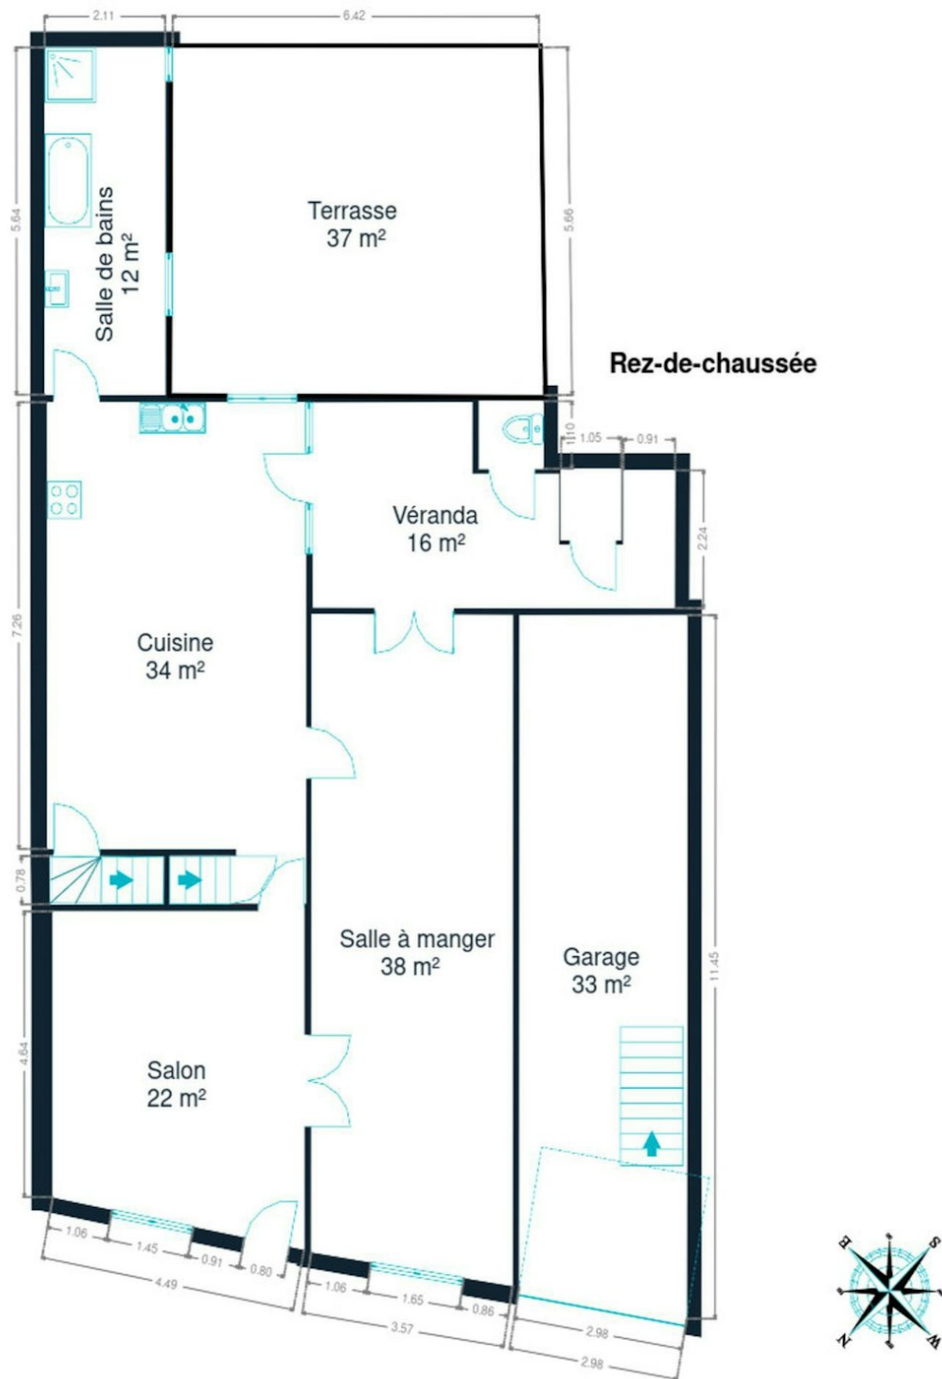 2.11
6.42
5.64
Salle de bains
12 m²
Terrasse
37 m²
5.66
Rez-de-chaussée
1.10
1.05
0.91
Véranda
16 m²
2.24
7.26
Cuisine
34 m²
0.78
Salle à manger
38 m²
Garage
33 m²
11.45
4.64
Salon
22 m²
1.06
1.45
0.91
0.80
4.49
1.06
1.65
0.86
3.57
2.98
2.98
E
S
N
W